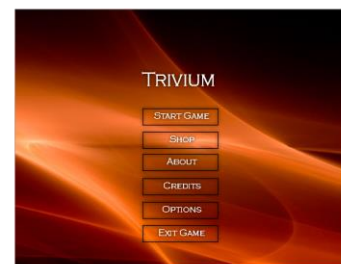 TRIVIUM
START GAME
SHOP
ABOUT
CREDITS
OPTIONS
EXIT GAME